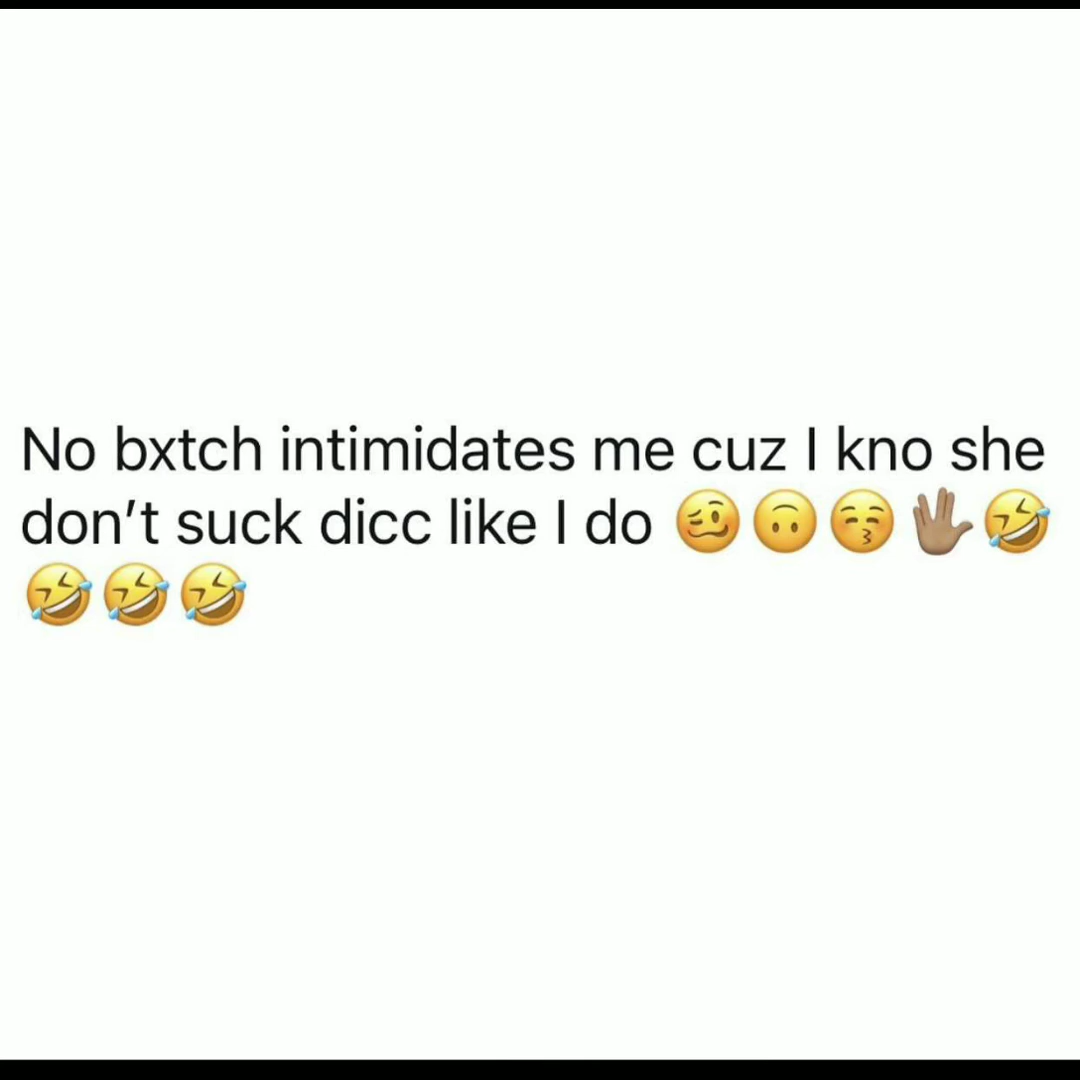 No bxtch intimidates me cuz I kno she
don’t suck dicc like I do 🥴🙃😚🖖🏽🤣
🤣🤣🤣